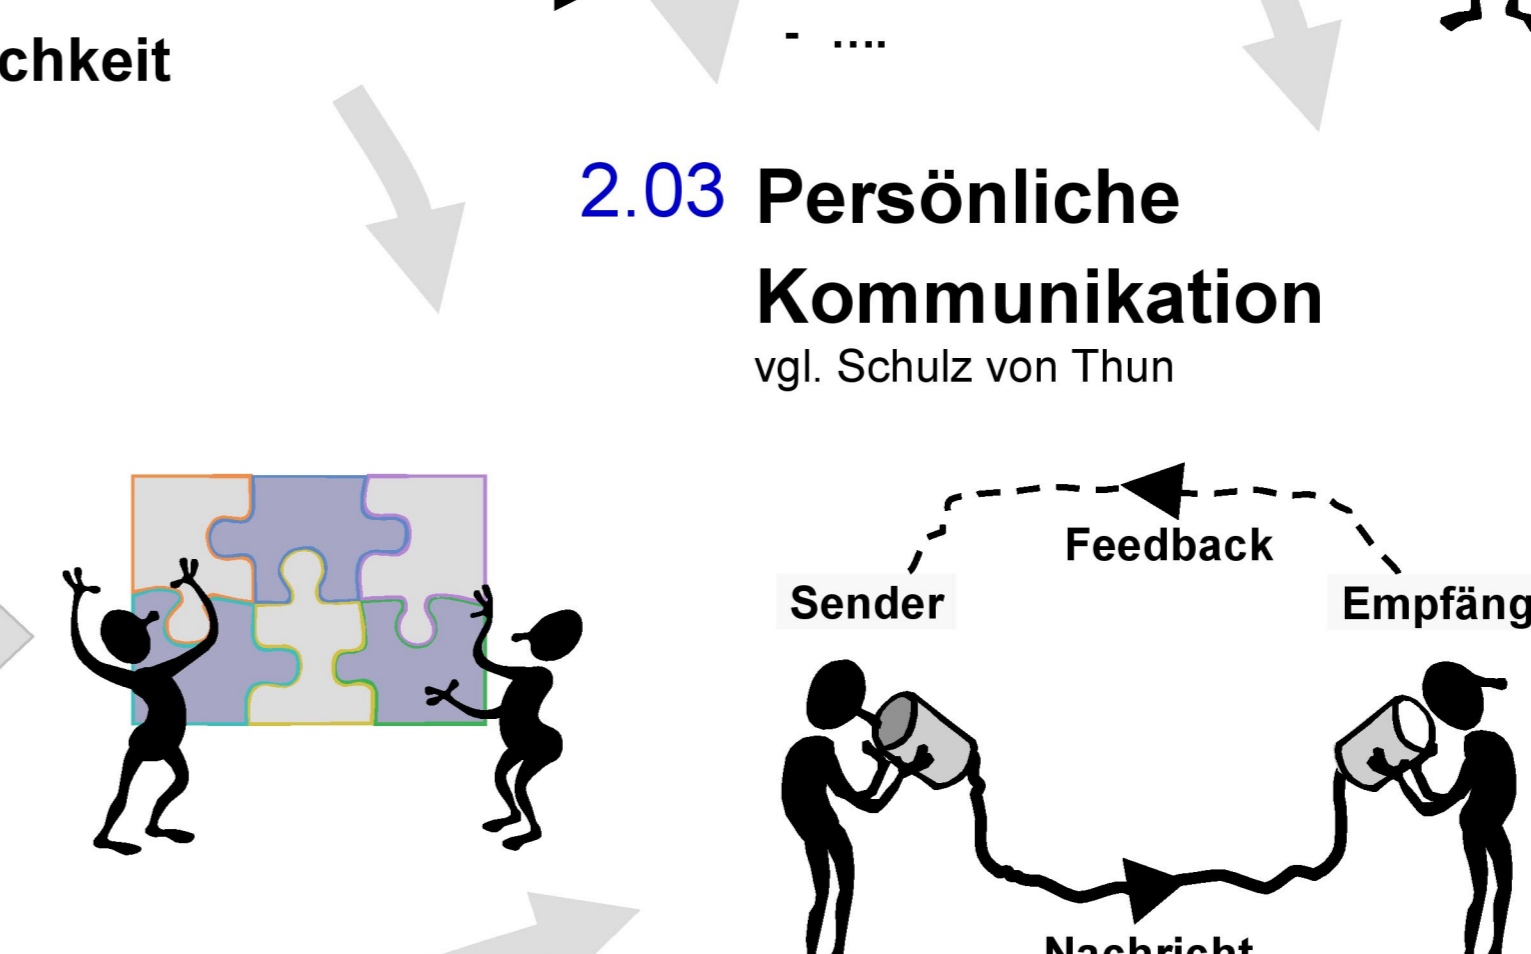 chkeit
- ....
2.03 Persönliche
Kommunikation
vgl. Schulz von Thun
Feedback
Sender
Empfäng
Nachricht